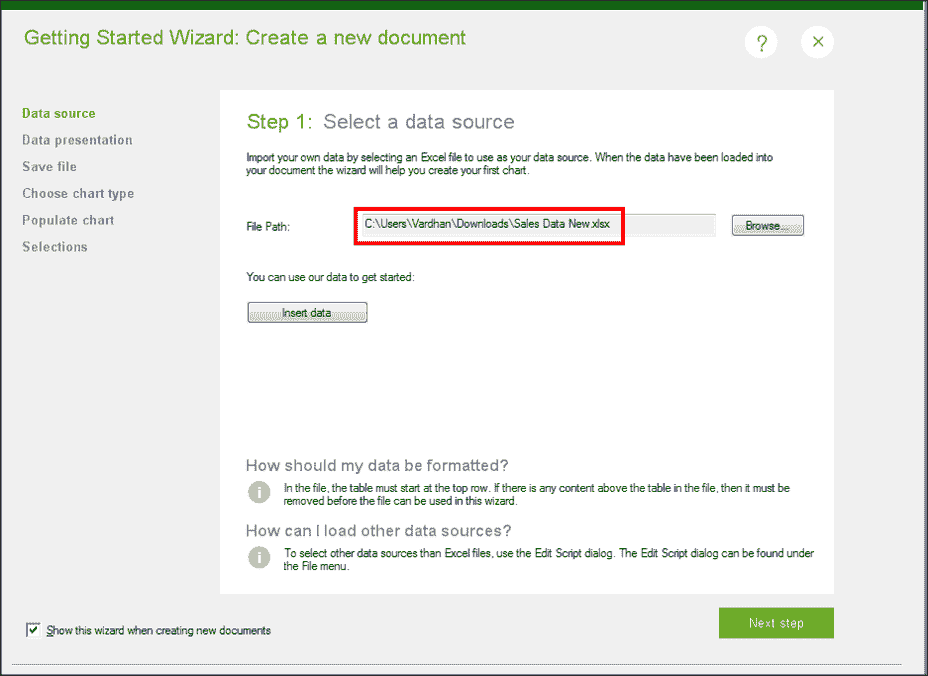 Getting Started Wizard: Create a new document
?
Data source
Data presentation
Save file
Choose chart type
Populate chart
Selections
Step 1: Select a data source
Import your own data by selecting an Excel file to use as your data source. When the data have been loaded into
your document the wizard will help you create your first chart.
File Path: C:\Users\Vardhan\Downloads\Sales Data New.xlsx Browse...
You can use our data to get started:
Insert data
How should my data be formatted?
i In the file, the table must start at the top row. If there is any content above the table in the file, then it must be
removed before the file can be used in this wizard.
How can I load other data sources?
i To select other data sources than Excel files, use the Edit Script dialog. The Edit Script dialog can be found under
the File menu.
Show this wizard when creating new documents
Next step